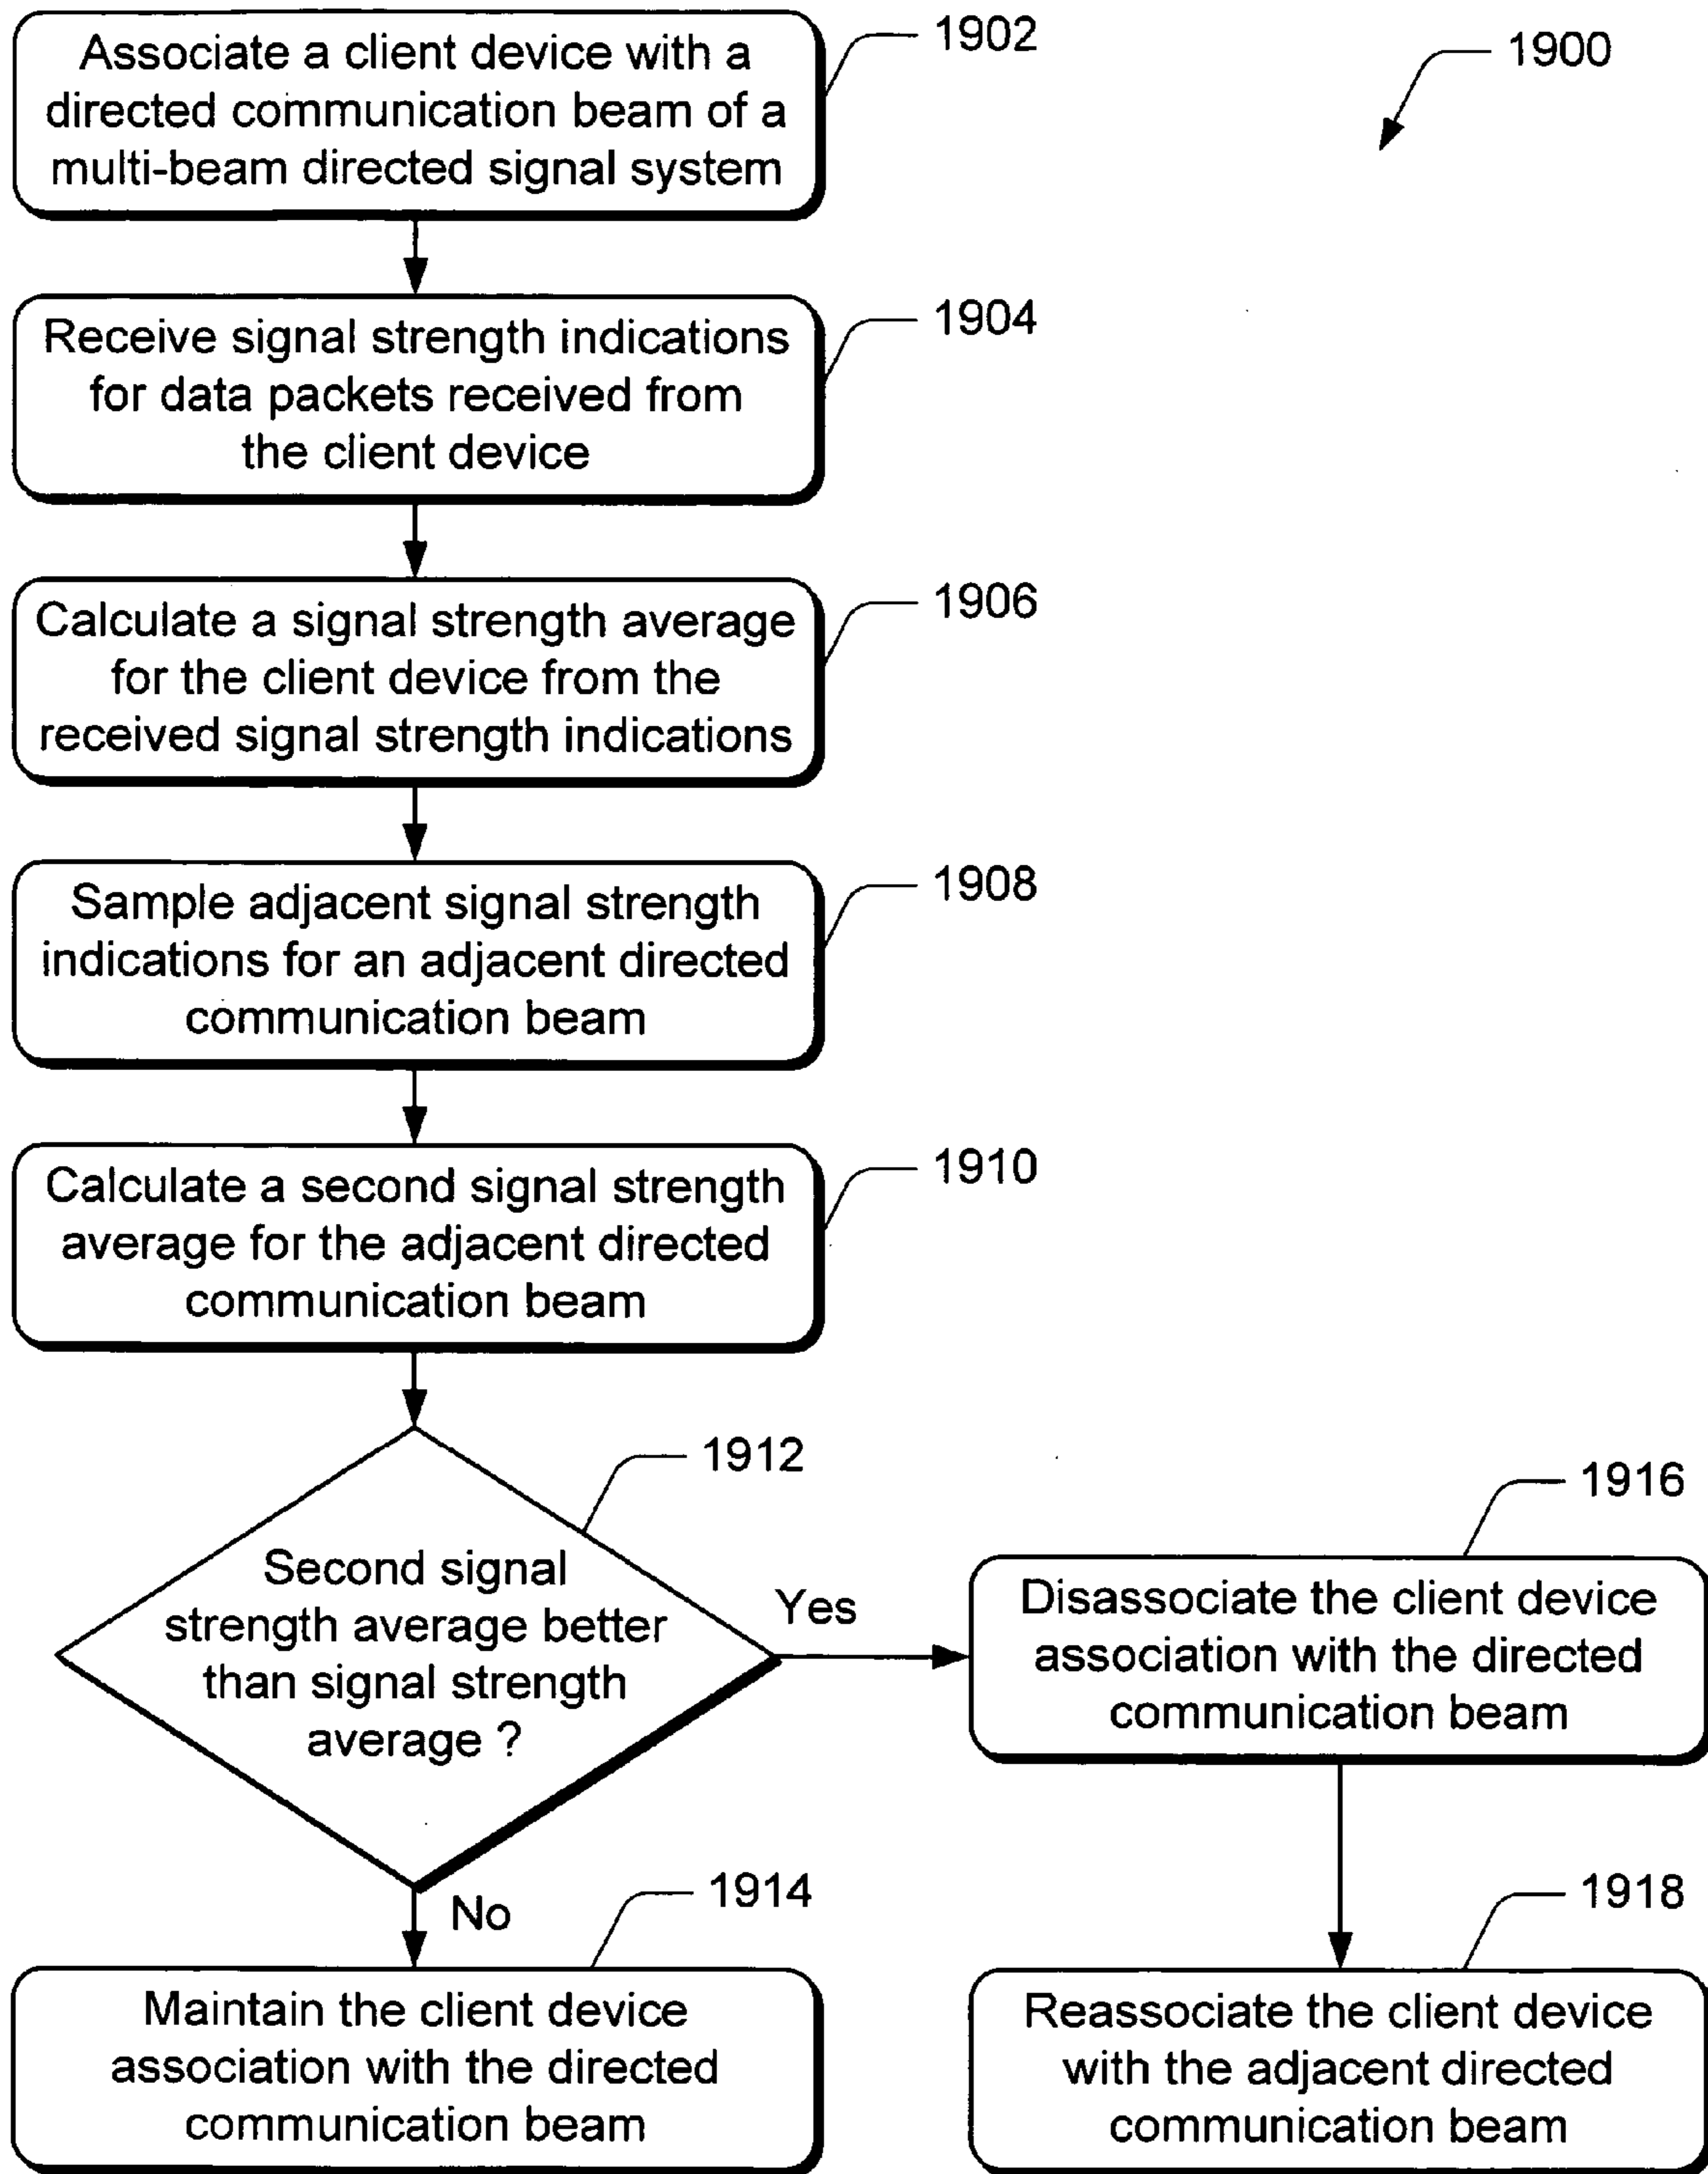 Associate a client device with a
directed communication beam of a
multi-beam directed signal system
1902
1900
Receive signal strength indications
for data packets received from
the client device
1904
Calculate a signal strength average
for the client device from the
received signal strength indications
1906
Sample adjacent signal strength
indications for an adjacent directed
communication beam
1908
Calculate a second signal strength
average for the adjacent directed
communication beam
1910
Second signal
strength average better
than signal strength
average ?
1912
Yes
No
Disassociate the client device
association with the directed
communication beam
1916
Maintain the client device
association with the directed
communication beam
1914
Reassociate the client device
with the adjacent directed
communication beam
1918